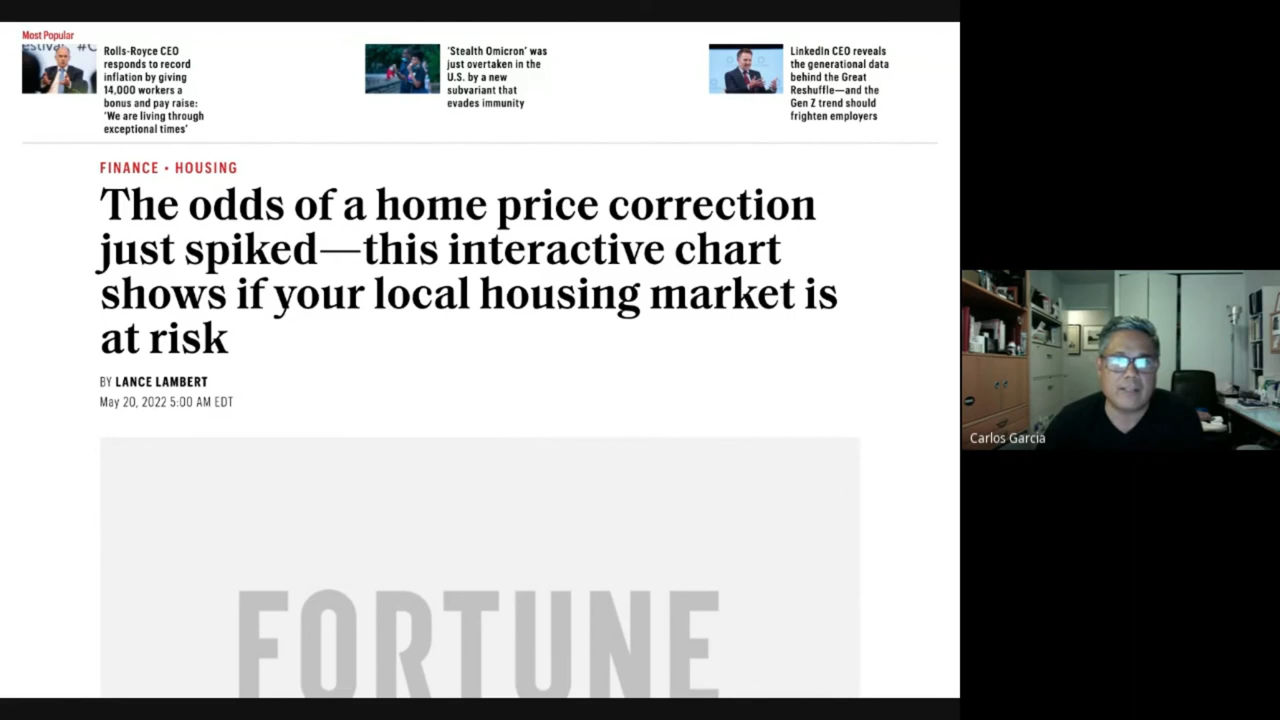 Most Popular
estival #C
Rolls-Royce CEO
responds to record
inflation by giving
14,000 workers a
bonus and pay raise:
‘We are living through
exceptional times’
‘Stealth Omicron’ was
just overtaken in the
U.S. by a new
subvariant that
evades immunity
LinkedIn CEO reveals
the generational data
behind the Great
Reshuffle—and the
Gen Z trend should
frighten employers
FINANCE • HOUSING
The odds of a home price correction
just spiked—this interactive chart
shows if your local housing market is
at risk
BY LANCE LAMBERT
May 20, 2022 5:00 AM EDT
FORTUNE
Carlos Garcia